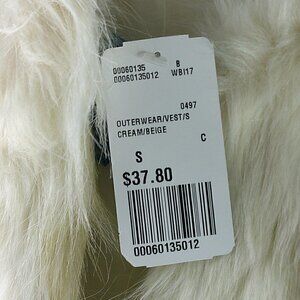 00060135 B
00060135012 WBI17
0497
OUTERWEAR/VEST/S
CREAM/BEIGE
S C
$37.80
00060135012